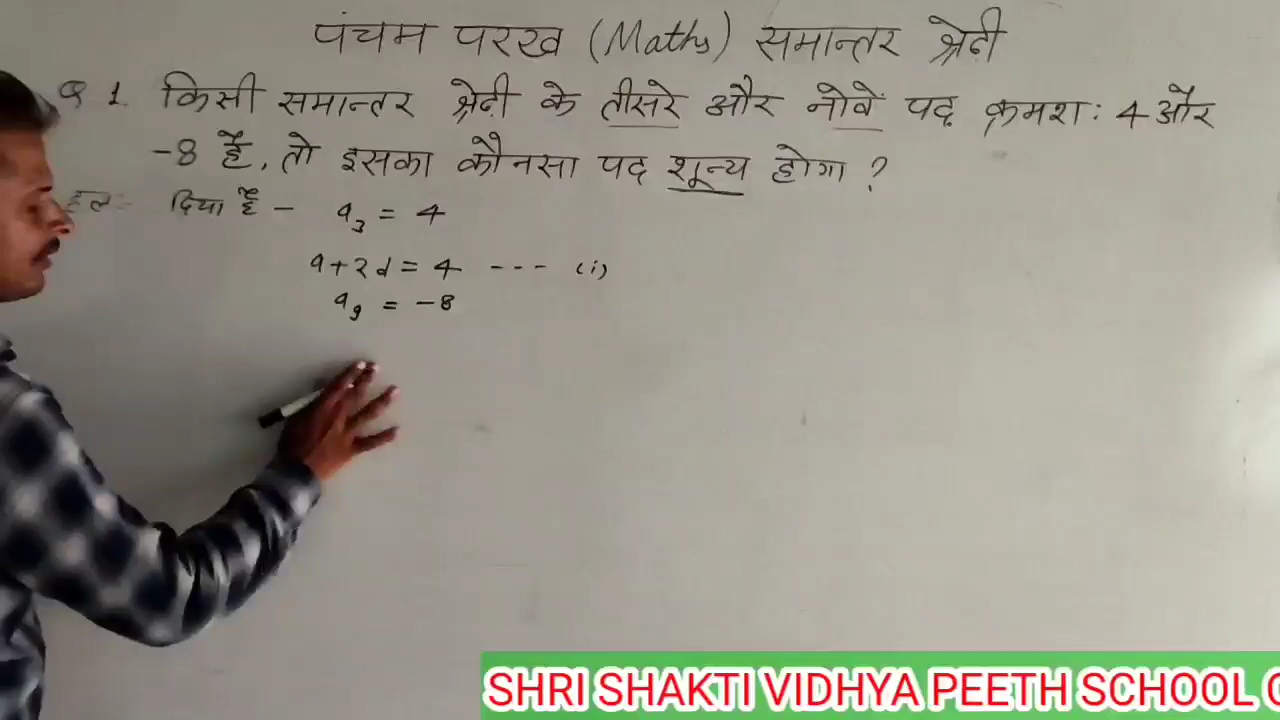 पंचम परख (Maths) समान्तर श्रेढी
Q 1. किसी समान्तर श्रेढी के तीसरे और नोवें पद क्रमश: 4 और
-8 है, तो इसका कौनसा पद शून्य होगा ?
हल:- दिया है - a₃ = 4
a+2d = 4 --- (i)
a₉ = -8
SHRI SHAKTI VIDHYA PEETH SCHOOL